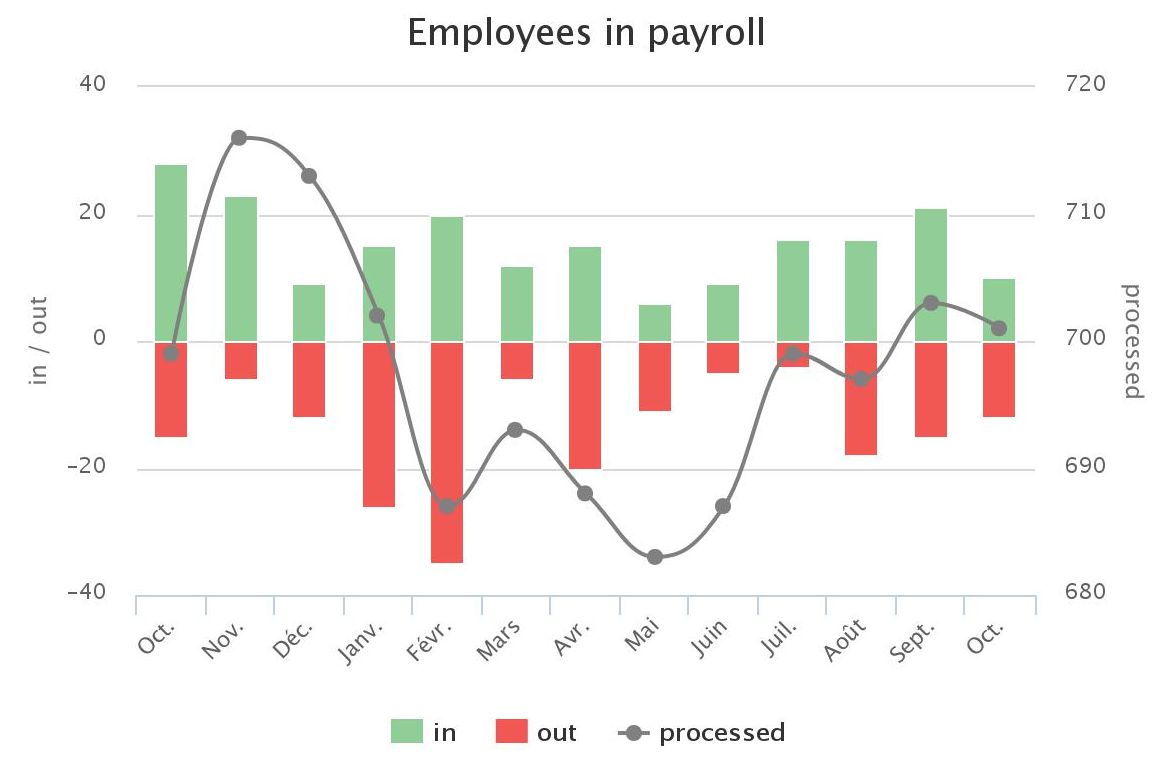 Employees in payroll
40
20
0
−20
−40
in / out
720
710
700
690
680
processed
Oct.
Nov.
Déc.
Janv.
Févr.
Mars
Avr.
Mai
Juin
Juil.
Août
Sept.
Oct.
in out processed